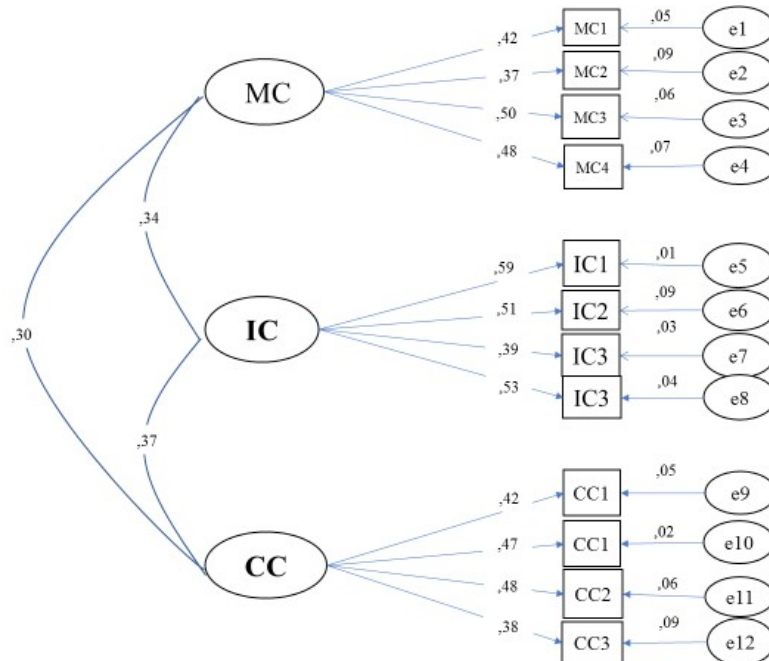 MC
,42
,37
,50
,48
MC1
MC2
MC3
MC4
,05
,09
,06
,07
e1
e2
e3
e4
,34
,30
,37
IC
,59
,51
,39
,53
IC1
IC2
IC3
IC3
,01
,09
,03
,04
e5
e6
e7
e8
CC
,42
,47
,48
,38
CC1
CC1
CC2
CC3
,05
,02
,06
,09
e9
e10
e11
e12